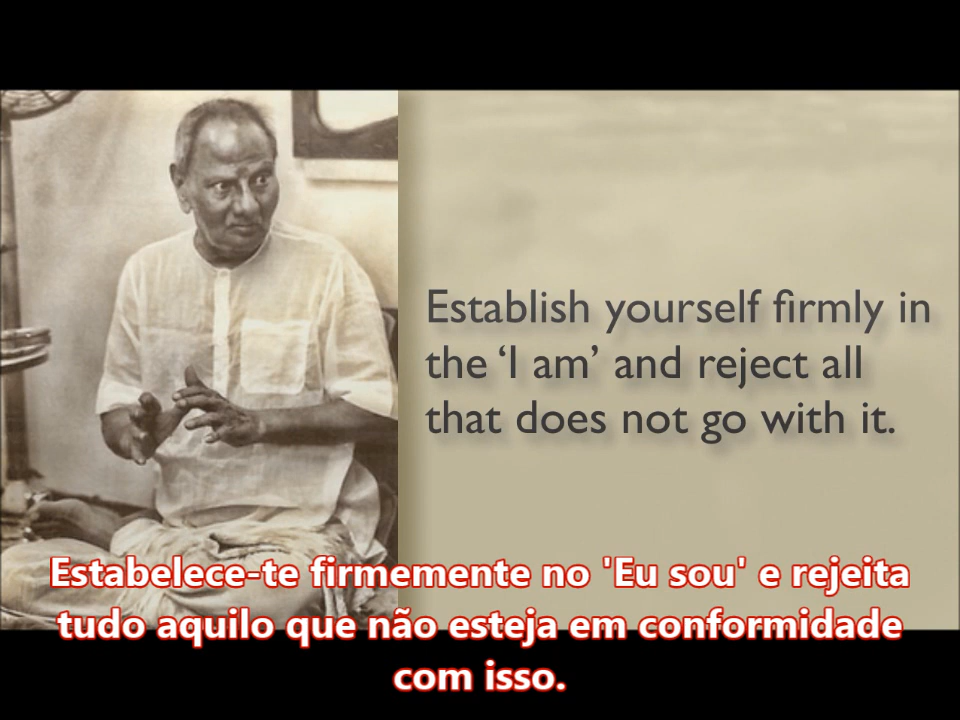 Establish yourself firmly in
the ‘I am’ and reject all
that does not go with it.
Estabelece-te firmemente no 'Eu sou' e rejeita
tudo aquilo que não esteja em conformidade
com isso.